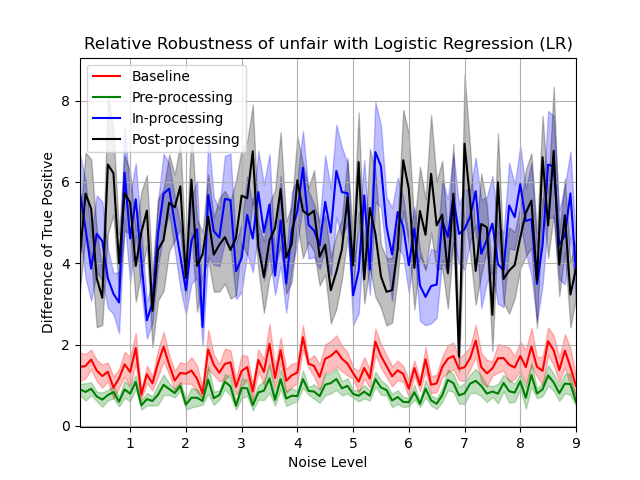 Relative Robustness of unfair with Logistic Regression (LR)
Baseline
Pre-processing
In-processing
Post-processing
Difference of True Positive
8
6
4
2
0
1 2 3 4 5 6 7 8 9
Noise Level